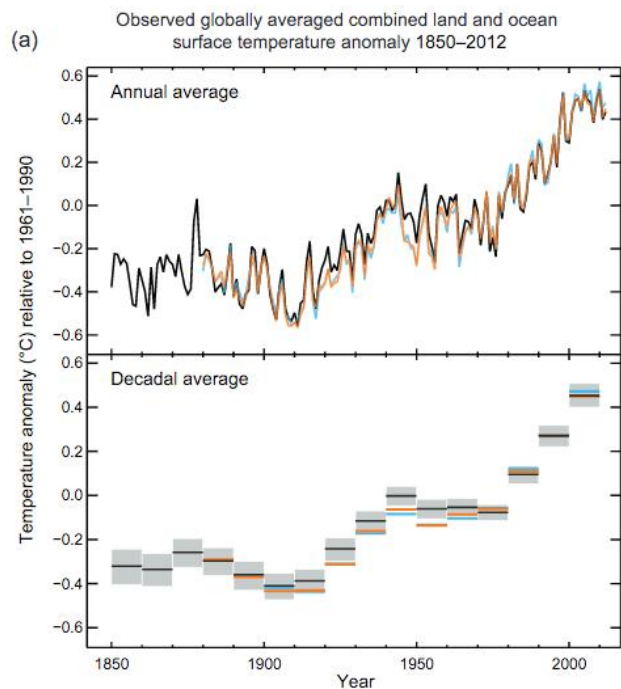 Observed globally averaged combined land and ocean
surface temperature anomaly 1850–2012
(a)
Annual average
0.6
0.4
0.2
0.0
−0.2
−0.4
−0.6
Temperature anomaly (°C) relative to 1961–1990
Decadal average
0.4
0.2
0.0
−0.2
−0.4
−0.6
1850
1900
1950
2000
Year